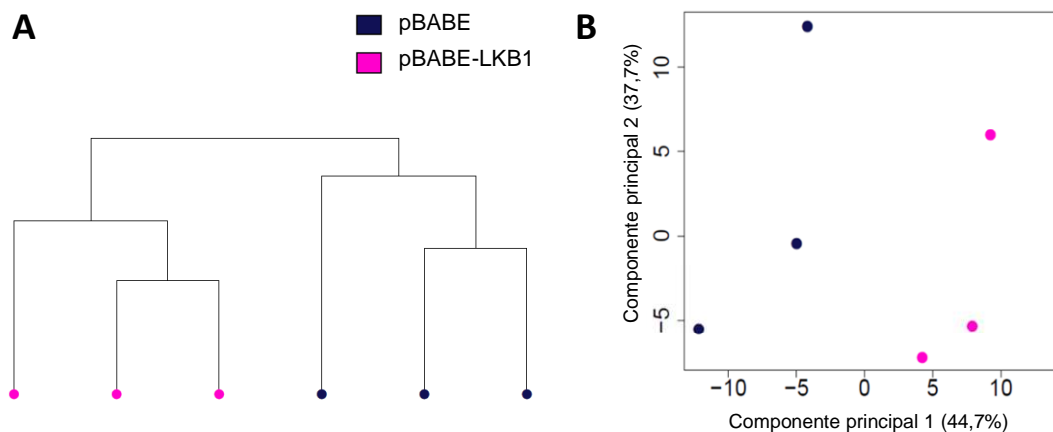 A
pBABE
pBABE-LKB1
B
Componente principal 2 (37,7%)
10
5
0
−5
−10
−5
0
5
10
Componente principal 1 (44,7%)